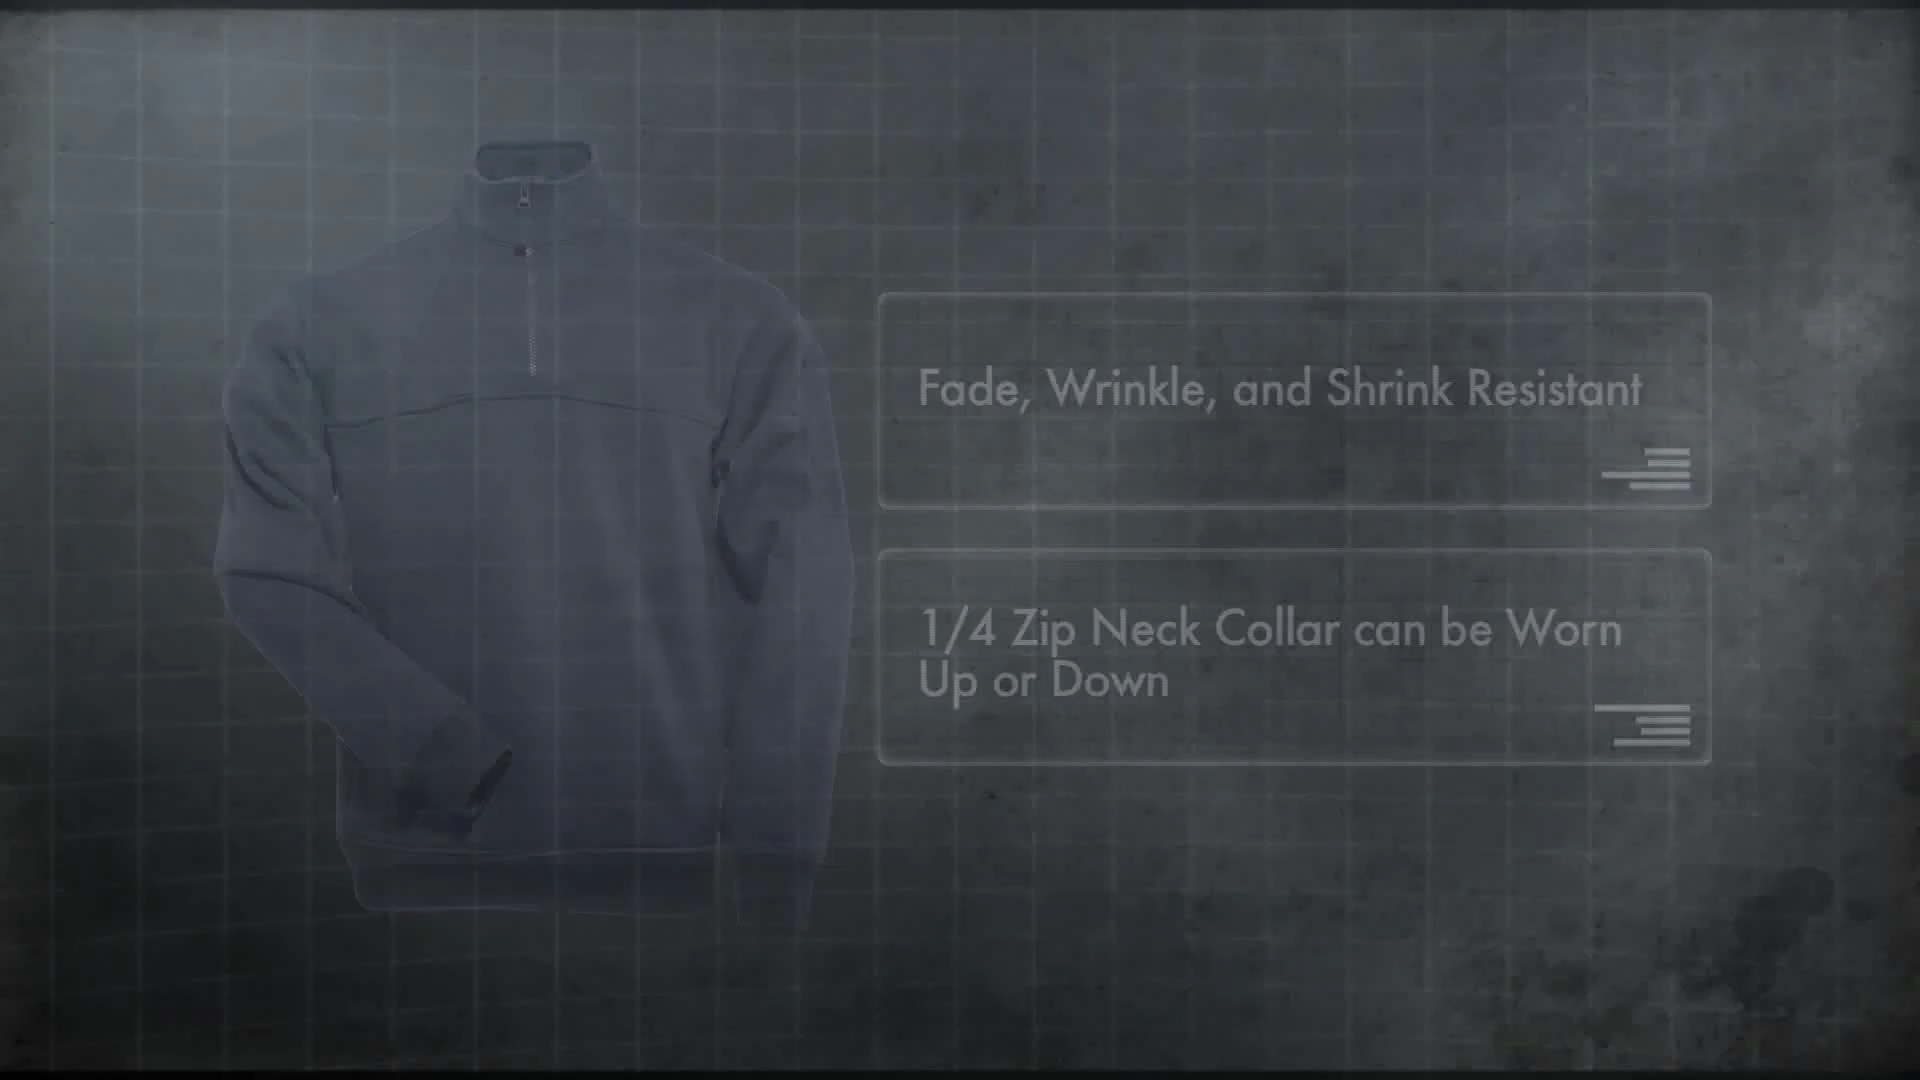 Fade, Wrinkle, and Shrink Resistant
1/4 Zip Neck Collar can be Worn
Up or Down